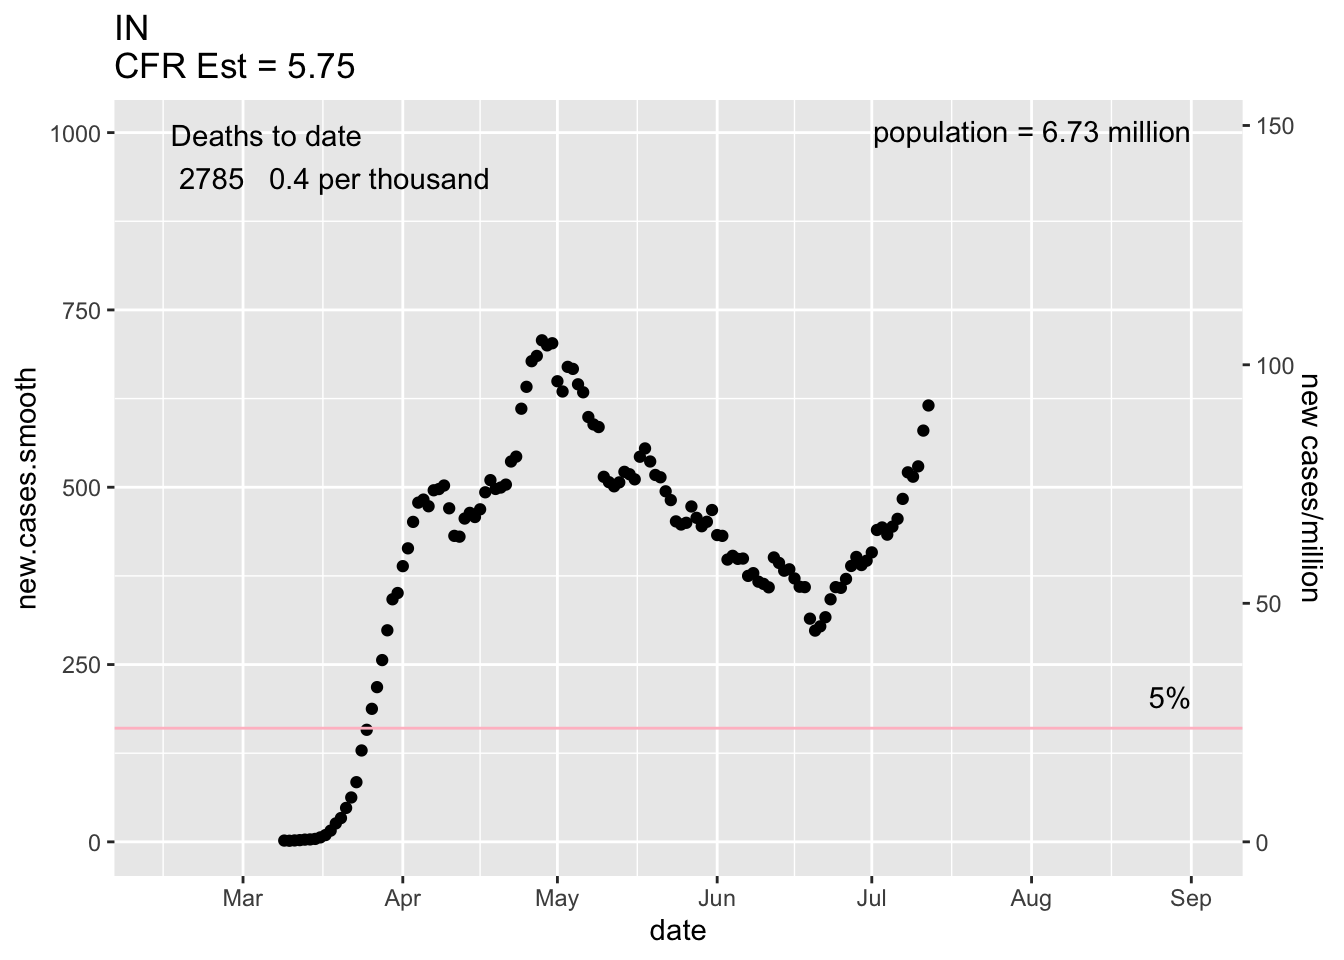 IN
CFR Est = 5.75
Deaths to date
2785 0.4 per thousand
population = 6.73 million
1000
750
500
250
0
new.cases.smooth
150
100
50
0
new cases/million
5%
Mar Apr May Jun Jul Aug Sep
date